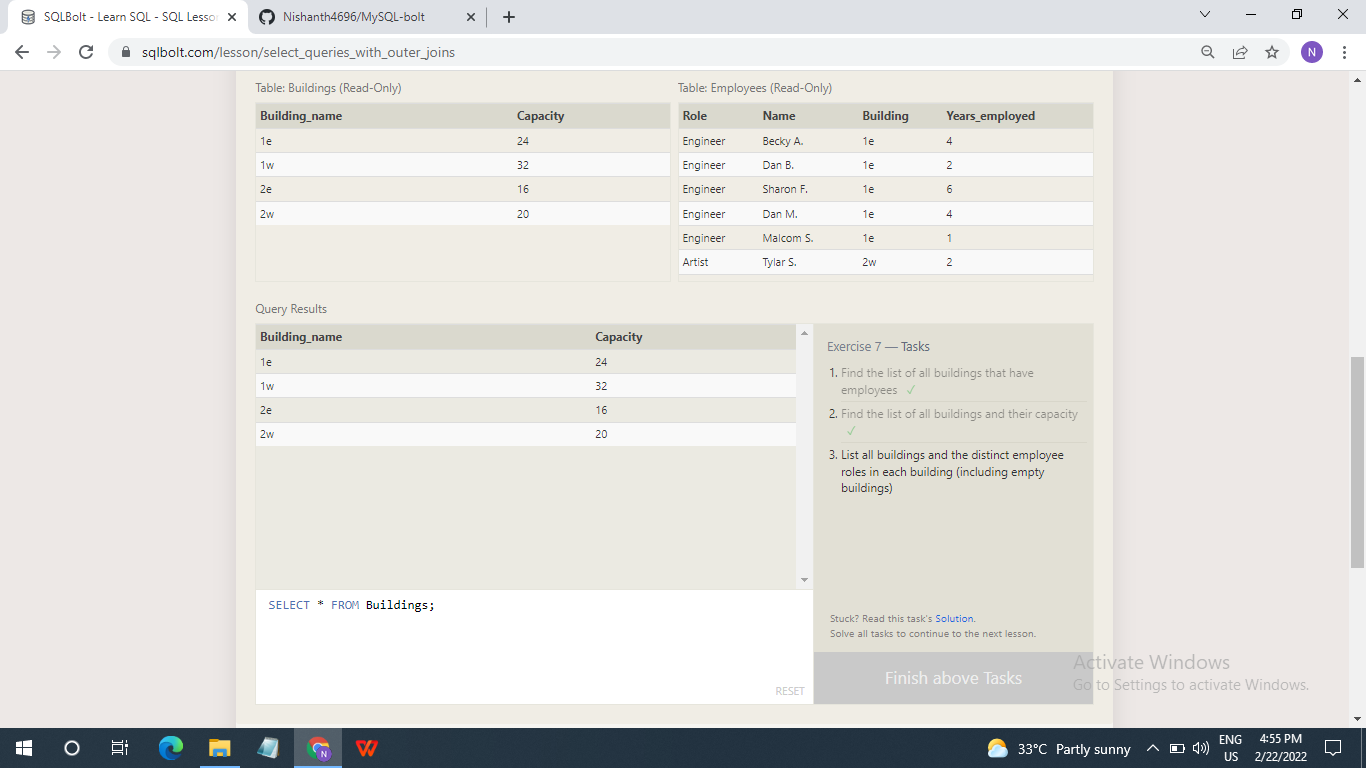 SQLBolt - Learn SQL - SQL Lesson
Nishanth4696/MySQL-bolt
sqlbolt.com/lesson/select_queries_with_outer_joins
N
Table: Buildings (Read-Only)
Building_name Capacity
1e 24
1w 32
2e 16
2w 20
Table: Employees (Read-Only)
Role Name Building Years_employed
Engineer Becky A. 1e 4
Engineer Dan B. 1e 2
Engineer Sharon F. 1e 6
Engineer Dan M. 1e 4
Engineer Malcom S. 1e 1
Artist Tylar S. 2w 2
Query Results
Building_name Capacity
1e 24
1w 32
2e 16
2w 20
SELECT * FROM Buildings;
RESET
Exercise 7 — Tasks
1. Find the list of all buildings that have
employees ✓
2. Find the list of all buildings and their capacity
✓
3. List all buildings and the distinct employee
roles in each building (including empty
buildings)
Stuck? Read this task's Solution.
Solve all tasks to continue to the next lesson.
Finish above Tasks
Activate Windows
Go to Settings to activate Windows.
N
W
33°C Partly sunny
ENG
US
4:55 PM
2/22/2022